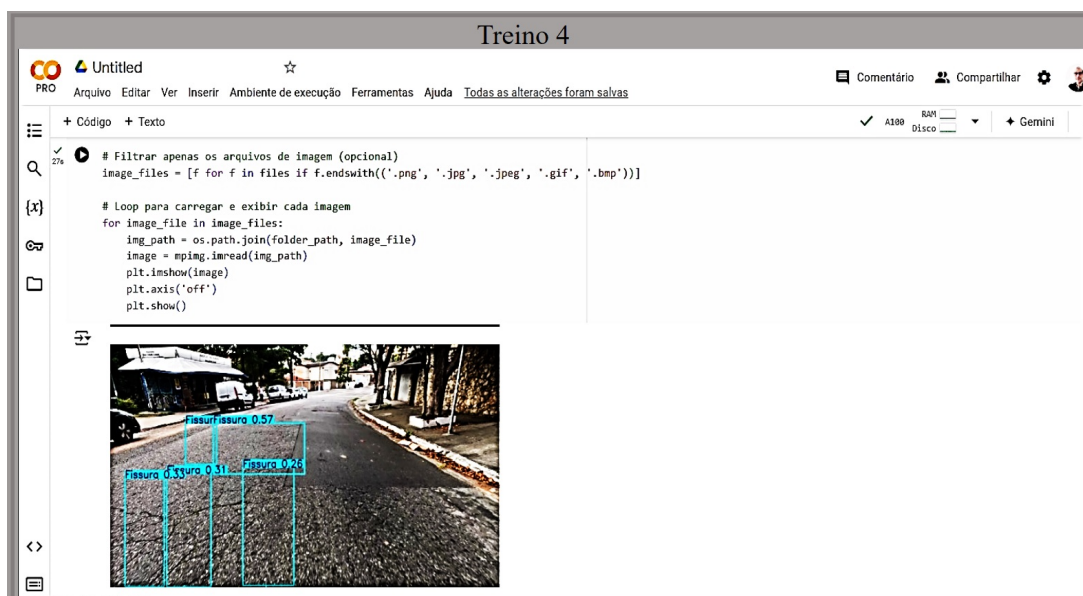 Treino 4
CO
PRO
Untitled
Arquivo Editar Ver Inserir Ambiente de execução Ferramentas Ajuda Todas as alterações foram salvas
Comentário Compartilhar
+ Código + Texto
A100 RAM Disco Gemini
27s
# Filtrar apenas os arquivos de imagem (opcional)
image_files = [f for f in files if f.endswith(('.png', '.jpg', '.jpeg', '.gif', '.bmp'))]
{x}
# Loop para carregar e exibir cada imagem
for image_file in image_files:
    img_path = os.path.join(folder_path, image_file)
    image = mpimg.imread(img_path)
    plt.imshow(image)
    plt.axis('off')
    plt.show()
Fissura 0.57
Fissura 0.33 0.31 Fissura 0.26